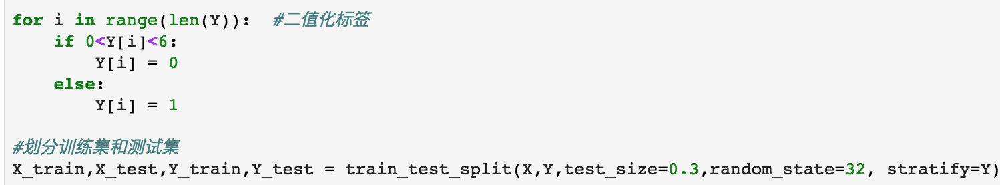 for i in range(len(Y)):  #二值化标签
    if 0<Y[i]<6:
        Y[i] = 0
    else:
        Y[i] = 1
#划分训练集和测试集
X_train,X_test,Y_train,Y_test = train_test_split(X,Y,test_size=0.3,random_state=32, stratify=Y)